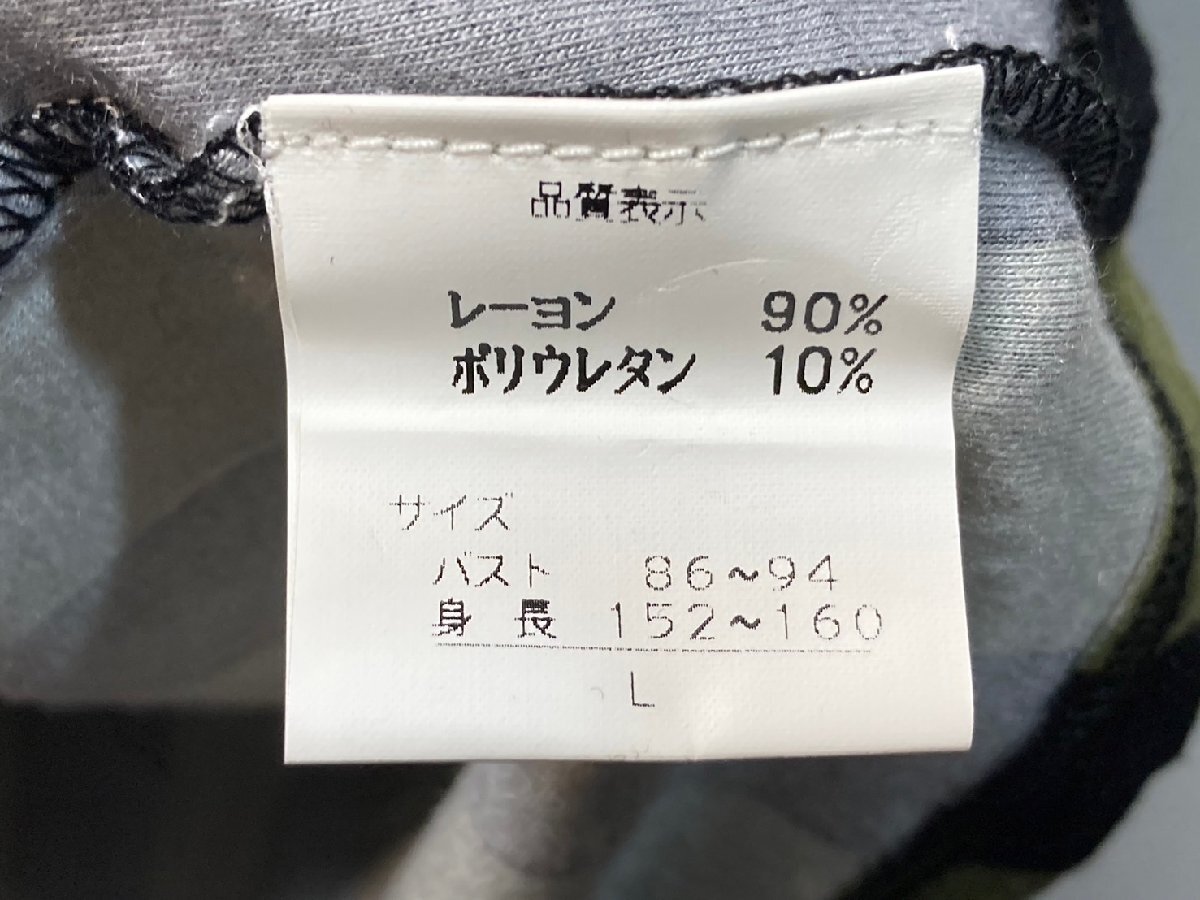 品質表示
レーヨン 90%
ポリウレタン 10%
サイズ
バスト 86~94
身長 152~160
L